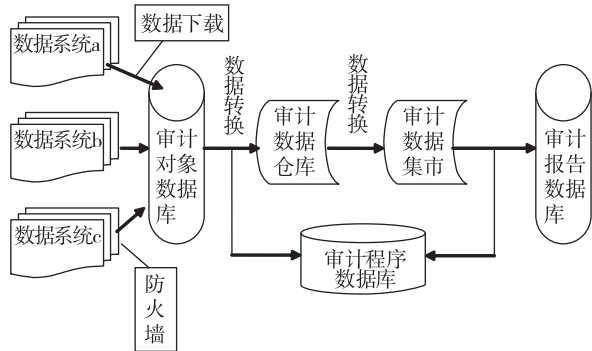 数据下载
数据系统a
数据系统b
数据系统c
防
火
墙
审计
对象
数据
库
数据转换
审计
数据
仓库
数据转换
审计
数据
集市
审计程序
数据库
审计
报告
数据
库